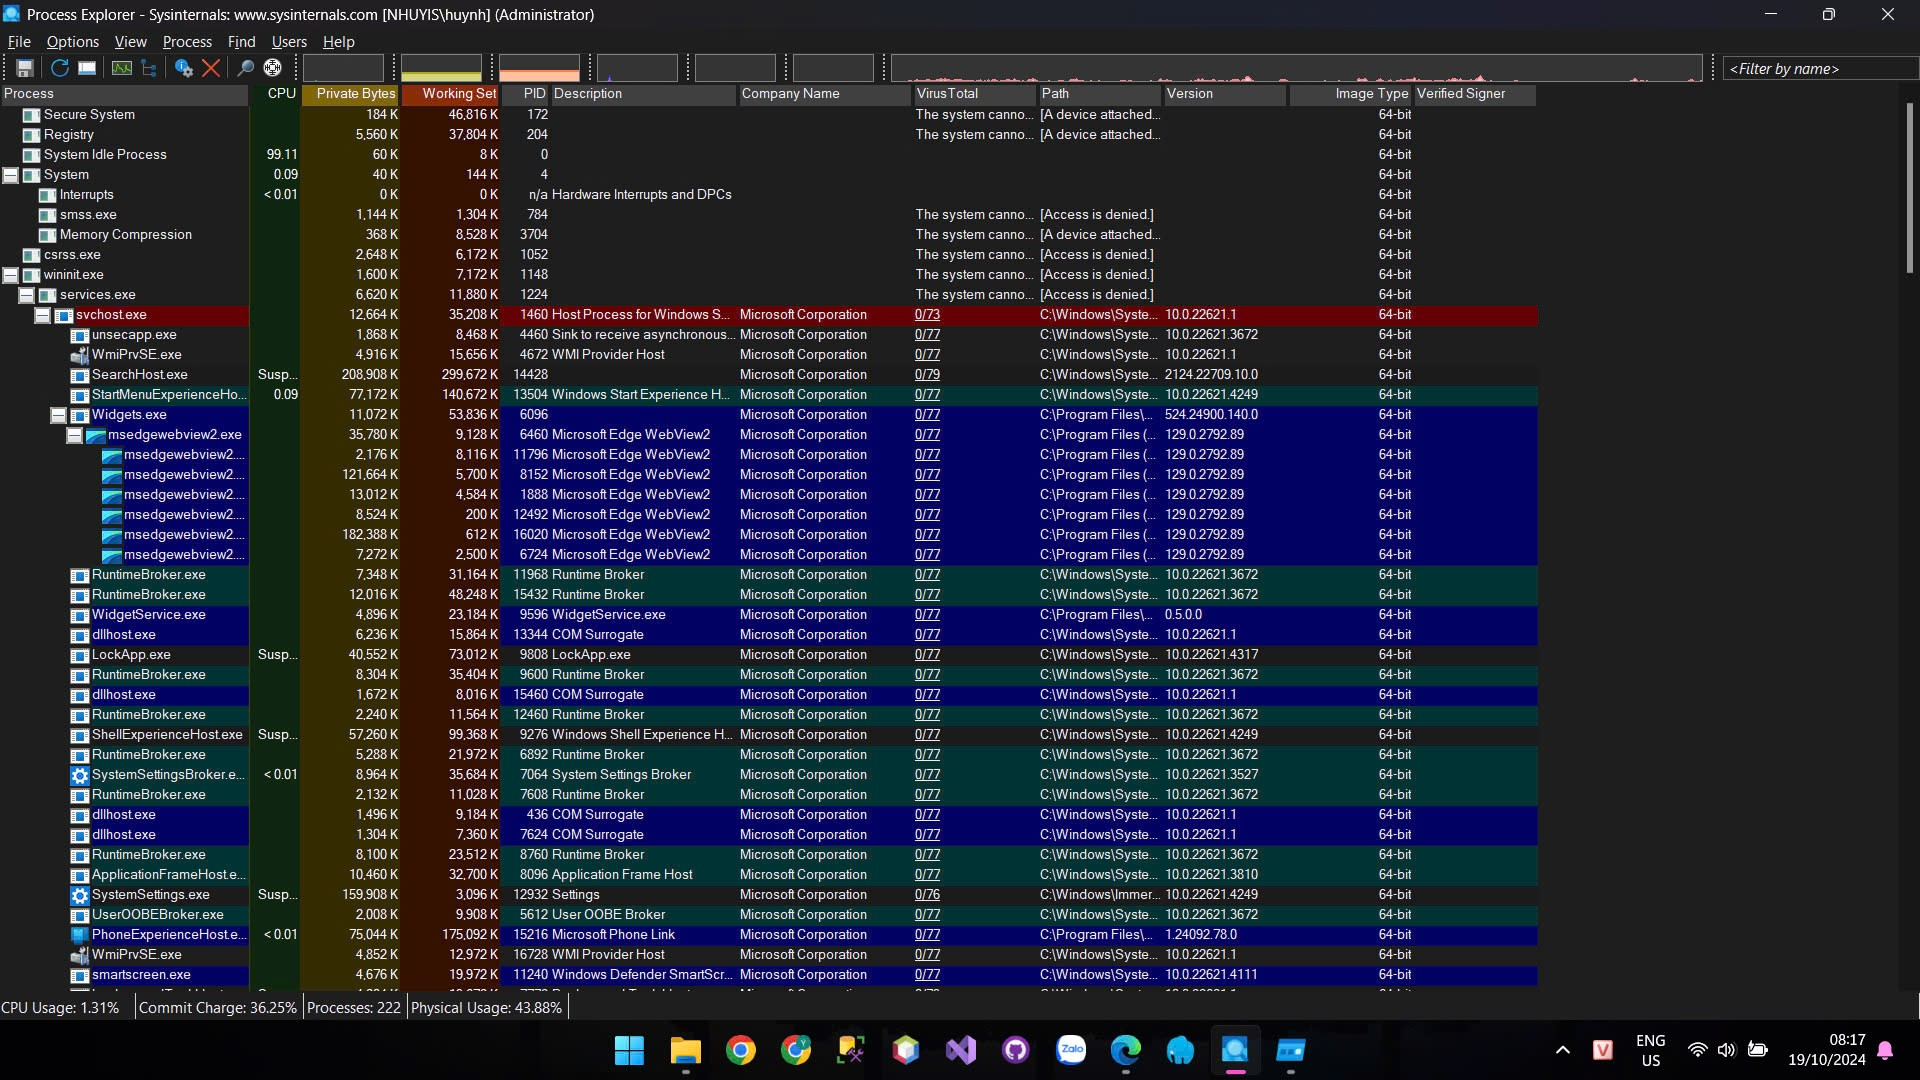 Process Explorer - Sysinternals: www.sysinternals.com [NHUYIS\huynh] (Administrator)
File Options View Process Find Users Help
<Filter by name>
Process CPU Private Bytes Working Set PID Description Company Name VirusTotal Path Version Image Type Verified Signer
Secure System 184 K 46,816 K 172 The system canno... [A device attached... 64-bit
Registry 5,560 K 37,804 K 204 The system canno... [A device attached... 64-bit
System Idle Process 99.11 60 K 8 K 0 64-bit
System 0.09 40 K 144 K 4 64-bit
Interrupts < 0.01 0 K 0 K n/a Hardware Interrupts and DPCs 64-bit
smss.exe 1,144 K 1,304 K 784 The system canno... [Access is denied.] 64-bit
Memory Compression 368 K 8,528 K 3704 The system canno... [A device attached... 64-bit
csrss.exe 2,648 K 6,172 K 1052 The system canno... [Access is denied.] 64-bit
wininit.exe 1,600 K 7,172 K 1148 The system canno... [Access is denied.] 64-bit
services.exe 6,620 K 11,880 K 1224 The system canno... [Access is denied.] 64-bit
svchost.exe 12,664 K 35,208 K 1460 Host Process for Windows S... Microsoft Corporation 0/73 C:\Windows\Syste... 10.0.22621.1 64-bit
unsecapp.exe 1,868 K 8,468 K 4460 Sink to receive asynchronous... Microsoft Corporation 0/77 C:\Windows\Syste... 10.0.22621.3672 64-bit
WmiPrvSE.exe 4,916 K 15,656 K 4672 WMI Provider Host Microsoft Corporation 0/77 C:\Windows\Syste... 10.0.22621.1 64-bit
SearchHost.exe Susp... 208,908 K 299,672 K 14428 Microsoft Corporation 0/79 C:\Windows\Syste... 2124.22709.10.0 64-bit
StartMenuExperienceHo... 0.09 77,172 K 140,672 K 13504 Windows Start Experience H... Microsoft Corporation 0/77 C:\Windows\Syste... 10.0.22621.4249 64-bit
Widgets.exe 11,072 K 53,836 K 6096 Microsoft Corporation 0/77 C:\Program Files\... 524.24900.140.0 64-bit
msedgewebview2.exe 35,780 K 9,128 K 6460 Microsoft Edge WebView2 Microsoft Corporation 0/77 C:\Program Files (... 129.0.2792.89 64-bit
msedgewebview2.... 2,176 K 8,116 K 11796 Microsoft Edge WebView2 Microsoft Corporation 0/77 C:\Program Files (... 129.0.2792.89 64-bit
msedgewebview2.... 121,664 K 5,700 K 8152 Microsoft Edge WebView2 Microsoft Corporation 0/77 C:\Program Files (... 129.0.2792.89 64-bit
msedgewebview2.... 13,012 K 4,584 K 1888 Microsoft Edge WebView2 Microsoft Corporation 0/77 C:\Program Files (... 129.0.2792.89 64-bit
msedgewebview2.... 8,524 K 200 K 12492 Microsoft Edge WebView2 Microsoft Corporation 0/77 C:\Program Files (... 129.0.2792.89 64-bit
msedgewebview2.... 182,388 K 612 K 16020 Microsoft Edge WebView2 Microsoft Corporation 0/77 C:\Program Files (... 129.0.2792.89 64-bit
msedgewebview2.... 7,272 K 2,500 K 6724 Microsoft Edge WebView2 Microsoft Corporation 0/77 C:\Program Files (... 129.0.2792.89 64-bit
RuntimeBroker.exe 7,348 K 31,164 K 11968 Runtime Broker Microsoft Corporation 0/77 C:\Windows\Syste... 10.0.22621.3672 64-bit
RuntimeBroker.exe 12,016 K 48,248 K 15432 Runtime Broker Microsoft Corporation 0/77 C:\Windows\Syste... 10.0.22621.3672 64-bit
WidgetService.exe 4,896 K 23,184 K 9596 WidgetService.exe Microsoft Corporation 0/77 C:\Program Files\... 0.5.0.0 64-bit
dllhost.exe 6,236 K 15,864 K 13344 COM Surrogate Microsoft Corporation 0/77 C:\Windows\Syste... 10.0.22621.1 64-bit
LockApp.exe Susp... 40,552 K 73,012 K 9808 LockApp.exe Microsoft Corporation 0/77 C:\Windows\Syste... 10.0.22621.4317 64-bit
RuntimeBroker.exe 8,304 K 35,404 K 9600 Runtime Broker Microsoft Corporation 0/77 C:\Windows\Syste... 10.0.22621.3672 64-bit
dllhost.exe 1,672 K 8,016 K 15460 COM Surrogate Microsoft Corporation 0/77 C:\Windows\Syste... 10.0.22621.1 64-bit
RuntimeBroker.exe 2,240 K 11,564 K 12460 Runtime Broker Microsoft Corporation 0/77 C:\Windows\Syste... 10.0.22621.3672 64-bit
ShellExperienceHost.exe Susp... 57,260 K 99,368 K 9276 Windows Shell Experience H... Microsoft Corporation 0/77 C:\Windows\Syste... 10.0.22621.4249 64-bit
RuntimeBroker.exe 5,288 K 21,972 K 6892 Runtime Broker Microsoft Corporation 0/77 C:\Windows\Syste... 10.0.22621.3672 64-bit
SystemSettingsBroker.e... < 0.01 8,964 K 35,684 K 7064 System Settings Broker Microsoft Corporation 0/77 C:\Windows\Syste... 10.0.22621.3527 64-bit
RuntimeBroker.exe 2,132 K 11,028 K 7608 Runtime Broker Microsoft Corporation 0/77 C:\Windows\Syste... 10.0.22621.3672 64-bit
dllhost.exe 1,496 K 9,184 K 436 COM Surrogate Microsoft Corporation 0/77 C:\Windows\Syste... 10.0.22621.1 64-bit
dllhost.exe 1,304 K 7,360 K 7624 COM Surrogate Microsoft Corporation 0/77 C:\Windows\Syste... 10.0.22621.1 64-bit
RuntimeBroker.exe 8,100 K 23,512 K 8760 Runtime Broker Microsoft Corporation 0/77 C:\Windows\Syste... 10.0.22621.3672 64-bit
ApplicationFrameHost.e... 10,460 K 32,700 K 8096 Application Frame Host Microsoft Corporation 0/77 C:\Windows\Syste... 10.0.22621.3810 64-bit
SystemSettings.exe Susp... 159,908 K 3,096 K 12932 Settings Microsoft Corporation 0/76 C:\Windows\Immer... 10.0.22621.4249 64-bit
UserOOBEBroker.exe 2,008 K 9,908 K 5612 User OOBE Broker Microsoft Corporation 0/77 C:\Windows\Syste... 10.0.22621.3672 64-bit
PhoneExperienceHost.e... < 0.01 75,044 K 175,092 K 15216 Microsoft Phone Link Microsoft Corporation 0/77 C:\Program Files\... 1.24092.78.0 64-bit
WmiPrvSE.exe 4,852 K 12,972 K 16728 WMI Provider Host Microsoft Corporation 0/77 C:\Windows\Syste... 10.0.22621.1 64-bit
smartscreen.exe 4,676 K 19,972 K 11240 Windows Defender SmartScr... Microsoft Corporation 0/77 C:\Windows\Syste... 10.0.22621.4111 64-bit
CPU Usage: 1.31% Commit Charge: 36.25% Processes: 222 Physical Usage: 43.88%
Zalo
V
ENG
US
08:17
19/10/2024